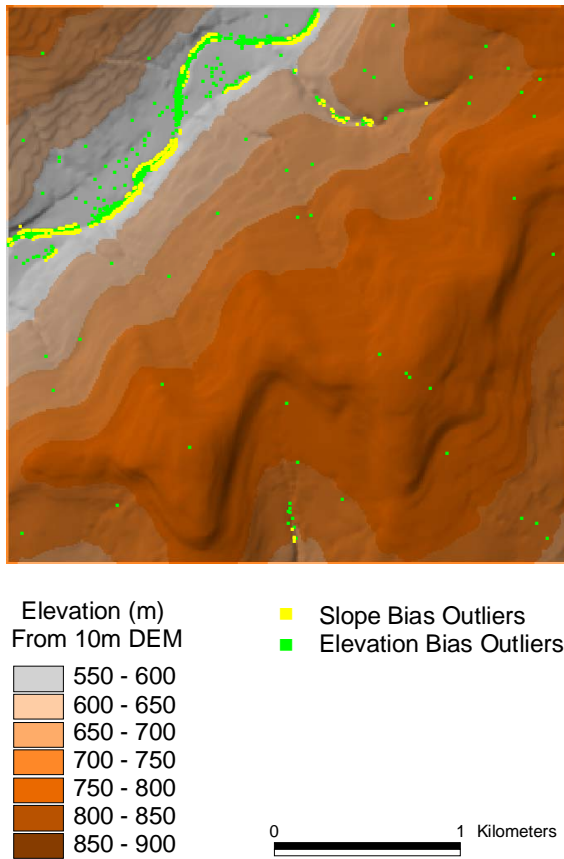 Elevation (m)
From 10m DEM
550 - 600
600 - 650
650 - 700
700 - 750
750 - 800
800 - 850
850 - 900
Slope Bias Outliers
Elevation Bias Outliers
0 1 Kilometers